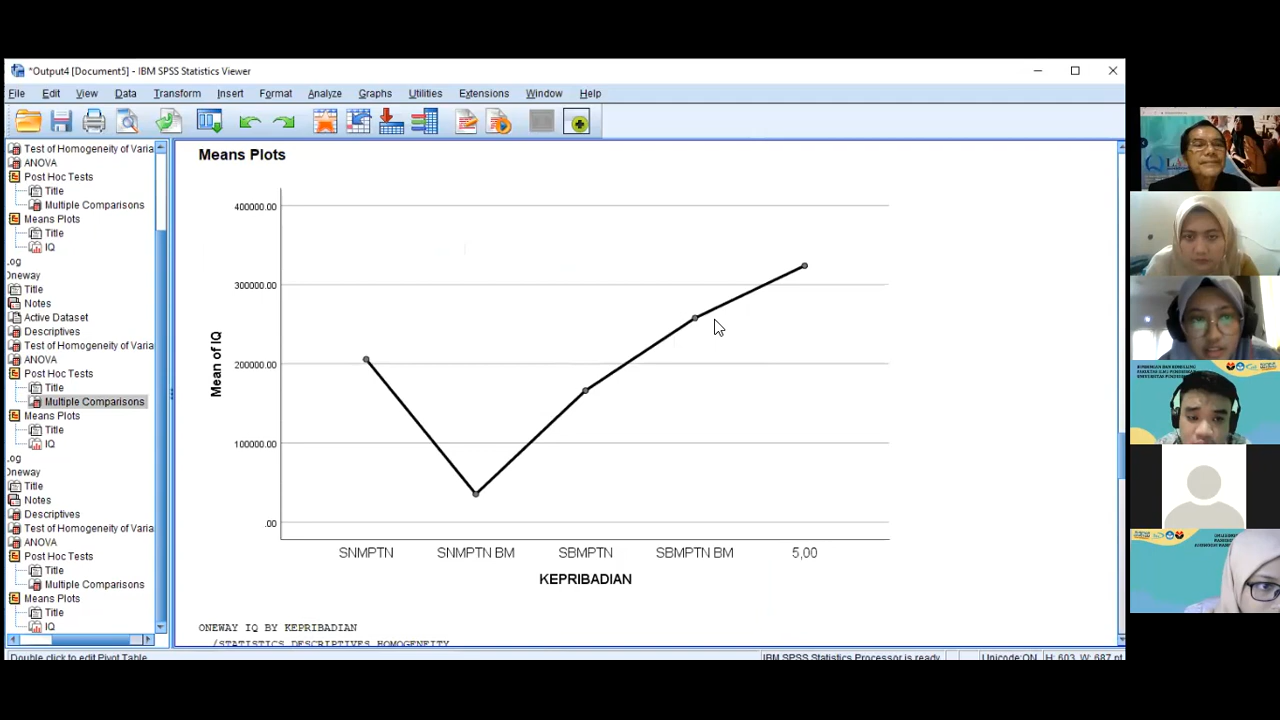 *Output4 [Document5] - IBM SPSS Statistics Viewer
File Edit View Data Transform Insert Format Analyze Graphs Utilities Extensions Window Help
Test of Homogeneity of Varia
ANOVA
Post Hoc Tests
Title
Multiple Comparisons
Means Plots
Title
IQ
Log
Oneway
Title
Notes
Active Dataset
Descriptives
Test of Homogeneity of Varia
ANOVA
Post Hoc Tests
Title
Multiple Comparisons
Means Plots
Title
IQ
Log
Oneway
Title
Notes
Descriptives
Test of Homogeneity of Varia
ANOVA
Post Hoc Tests
Title
Multiple Comparisons
Means Plots
Title
IQ
Means Plots
400000.00
300000.00
200000.00
100000.00
.00
Mean of IQ
SNMPTN SNMPTN BM SBMPTN SBMPTN BM 5,00
KEPRIBADIAN
ONEWAY IQ BY KEPRIBADIAN
/STATISTICS DESCRIPTIVES HOMOGENEITY
Double click to edit Pivot Table
IBM SPSS Statistics Processor is ready
Unicode:ON
H: 603, W: 687 pt